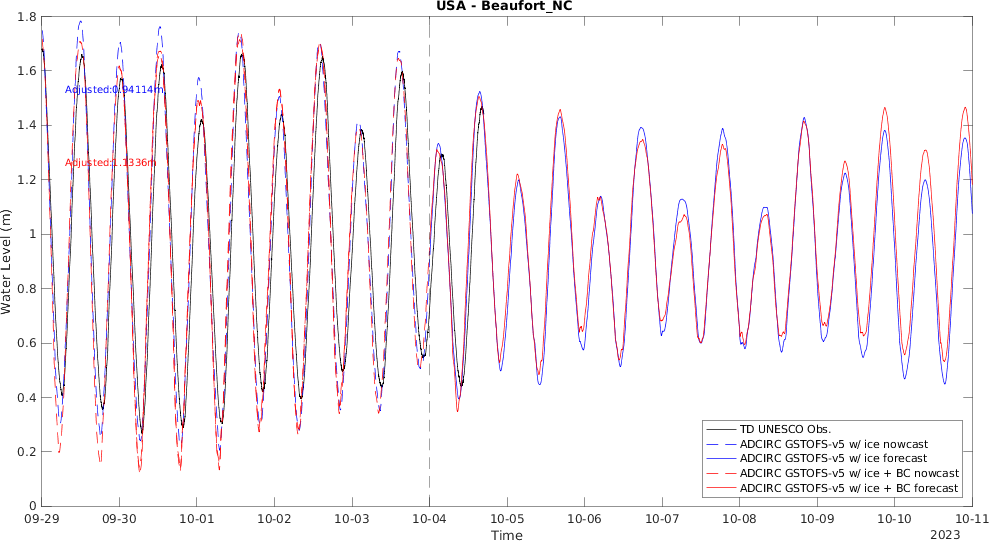 USA - Beaufort_NC
1.8
1.6
1.4
1.2
1
0.8
0.6
0.4
0.2
0
Water Level (m)
Adjusted:0.94114m
Adjusted:1.1336m
TD UNESCO Obs.
ADCIRC GSTOFS-v5 w/ ice nowcast
ADCIRC GSTOFS-v5 w/ ice forecast
ADCIRC GSTOFS-v5 w/ ice + BC nowcast
ADCIRC GSTOFS-v5 w/ ice + BC forecast
09-29 09-30 10-01 10-02 10-03 10-04 10-05 10-06 10-07 10-08 10-09 10-10 10-11
Time
2023